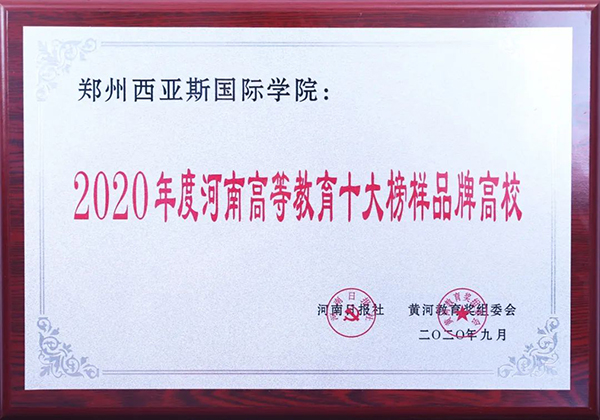 郑州西亚斯国际学院：
2020年度河南高等教育十大榜样品牌高校
河南日报社 黄河教育奖组委会
二〇二〇年九月